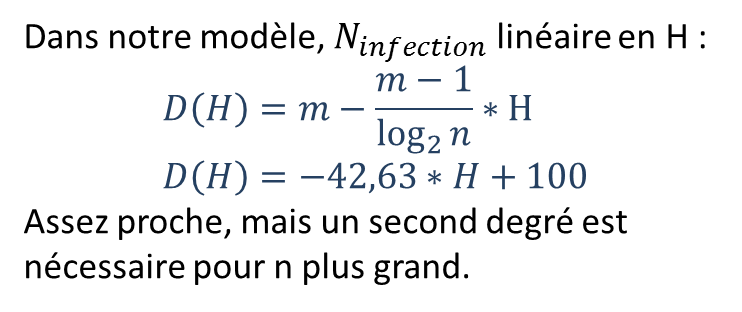 Dans notre modèle, N_infection linéaire en H :
D(H) = m − (m − 1)/(log₂ n) * H
D(H) = −42,63 * H + 100
Assez proche, mais un second degré est
nécessaire pour n plus grand.